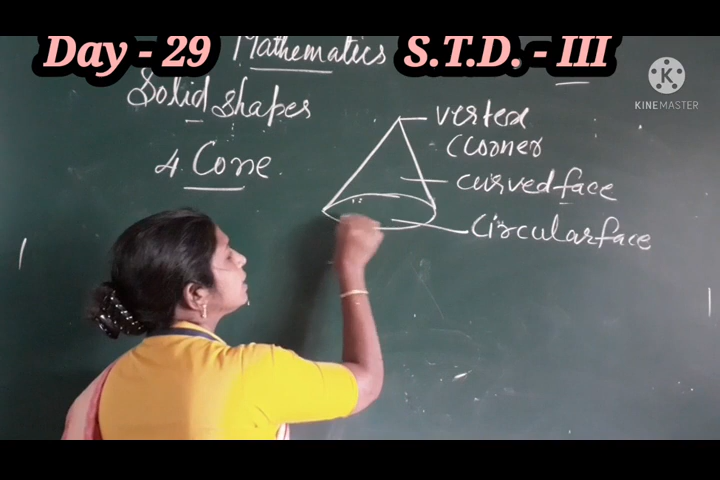 Day - 29 Mathematics S.T.D. - III
KINEMASTER
Solid shapes
4. Cone.
vertex
(corner
curved face
Circular face